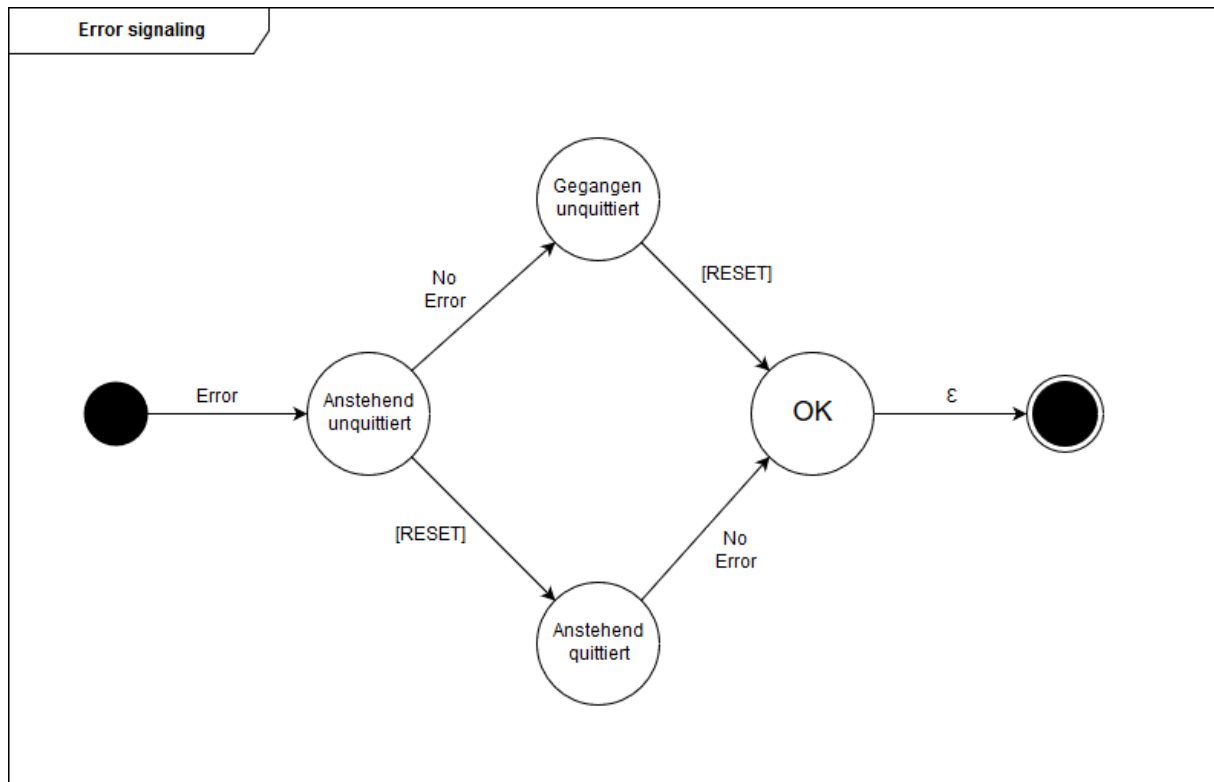 Error signaling
Gegangen
unquittiert
No
Error
[RESET]
Error
Anstehend
unquittiert
OK
ε
[RESET]
No
Error
Anstehend
quittiert